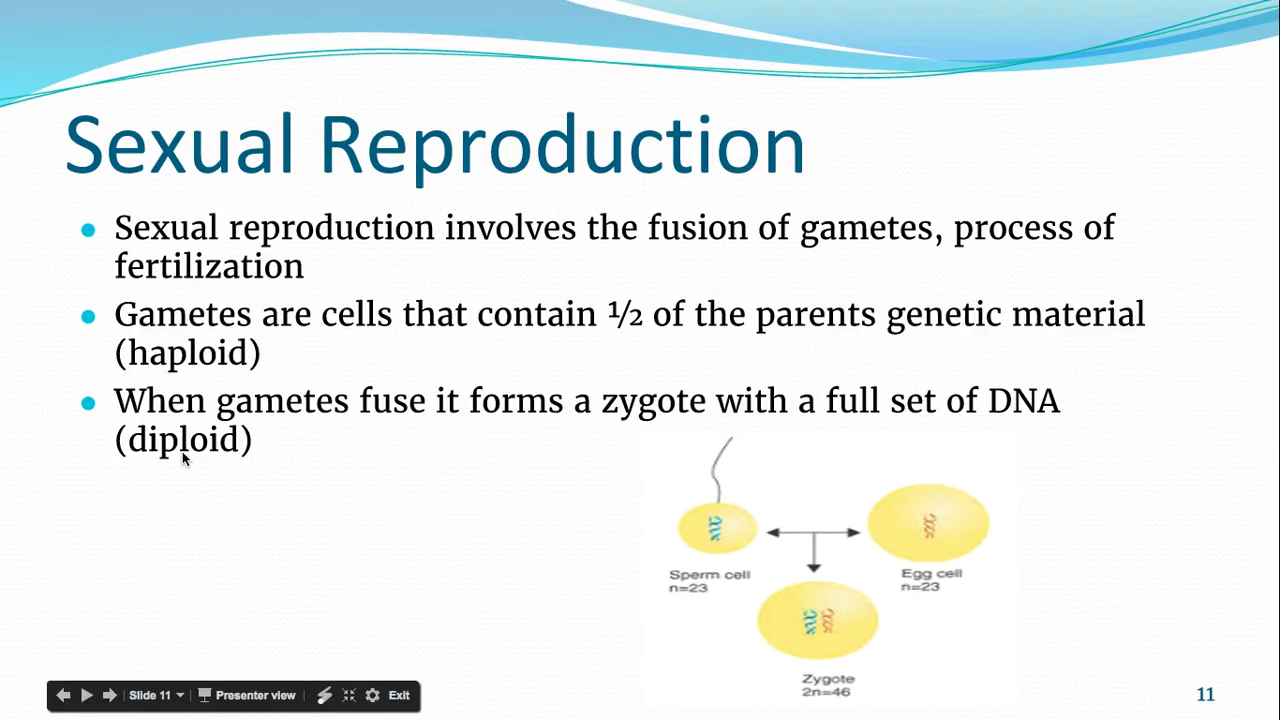 Sexual Reproduction
Sexual reproduction involves the fusion of gametes, process of
fertilization
Gametes are cells that contain ½ of the parents genetic material
(haploid)
When gametes fuse it forms a zygote with a full set of DNA
(diploid)
Sperm cell
n=23
Egg cell
n=23
Zygote
2n=46
Slide 11
Presenter view
Exit
11